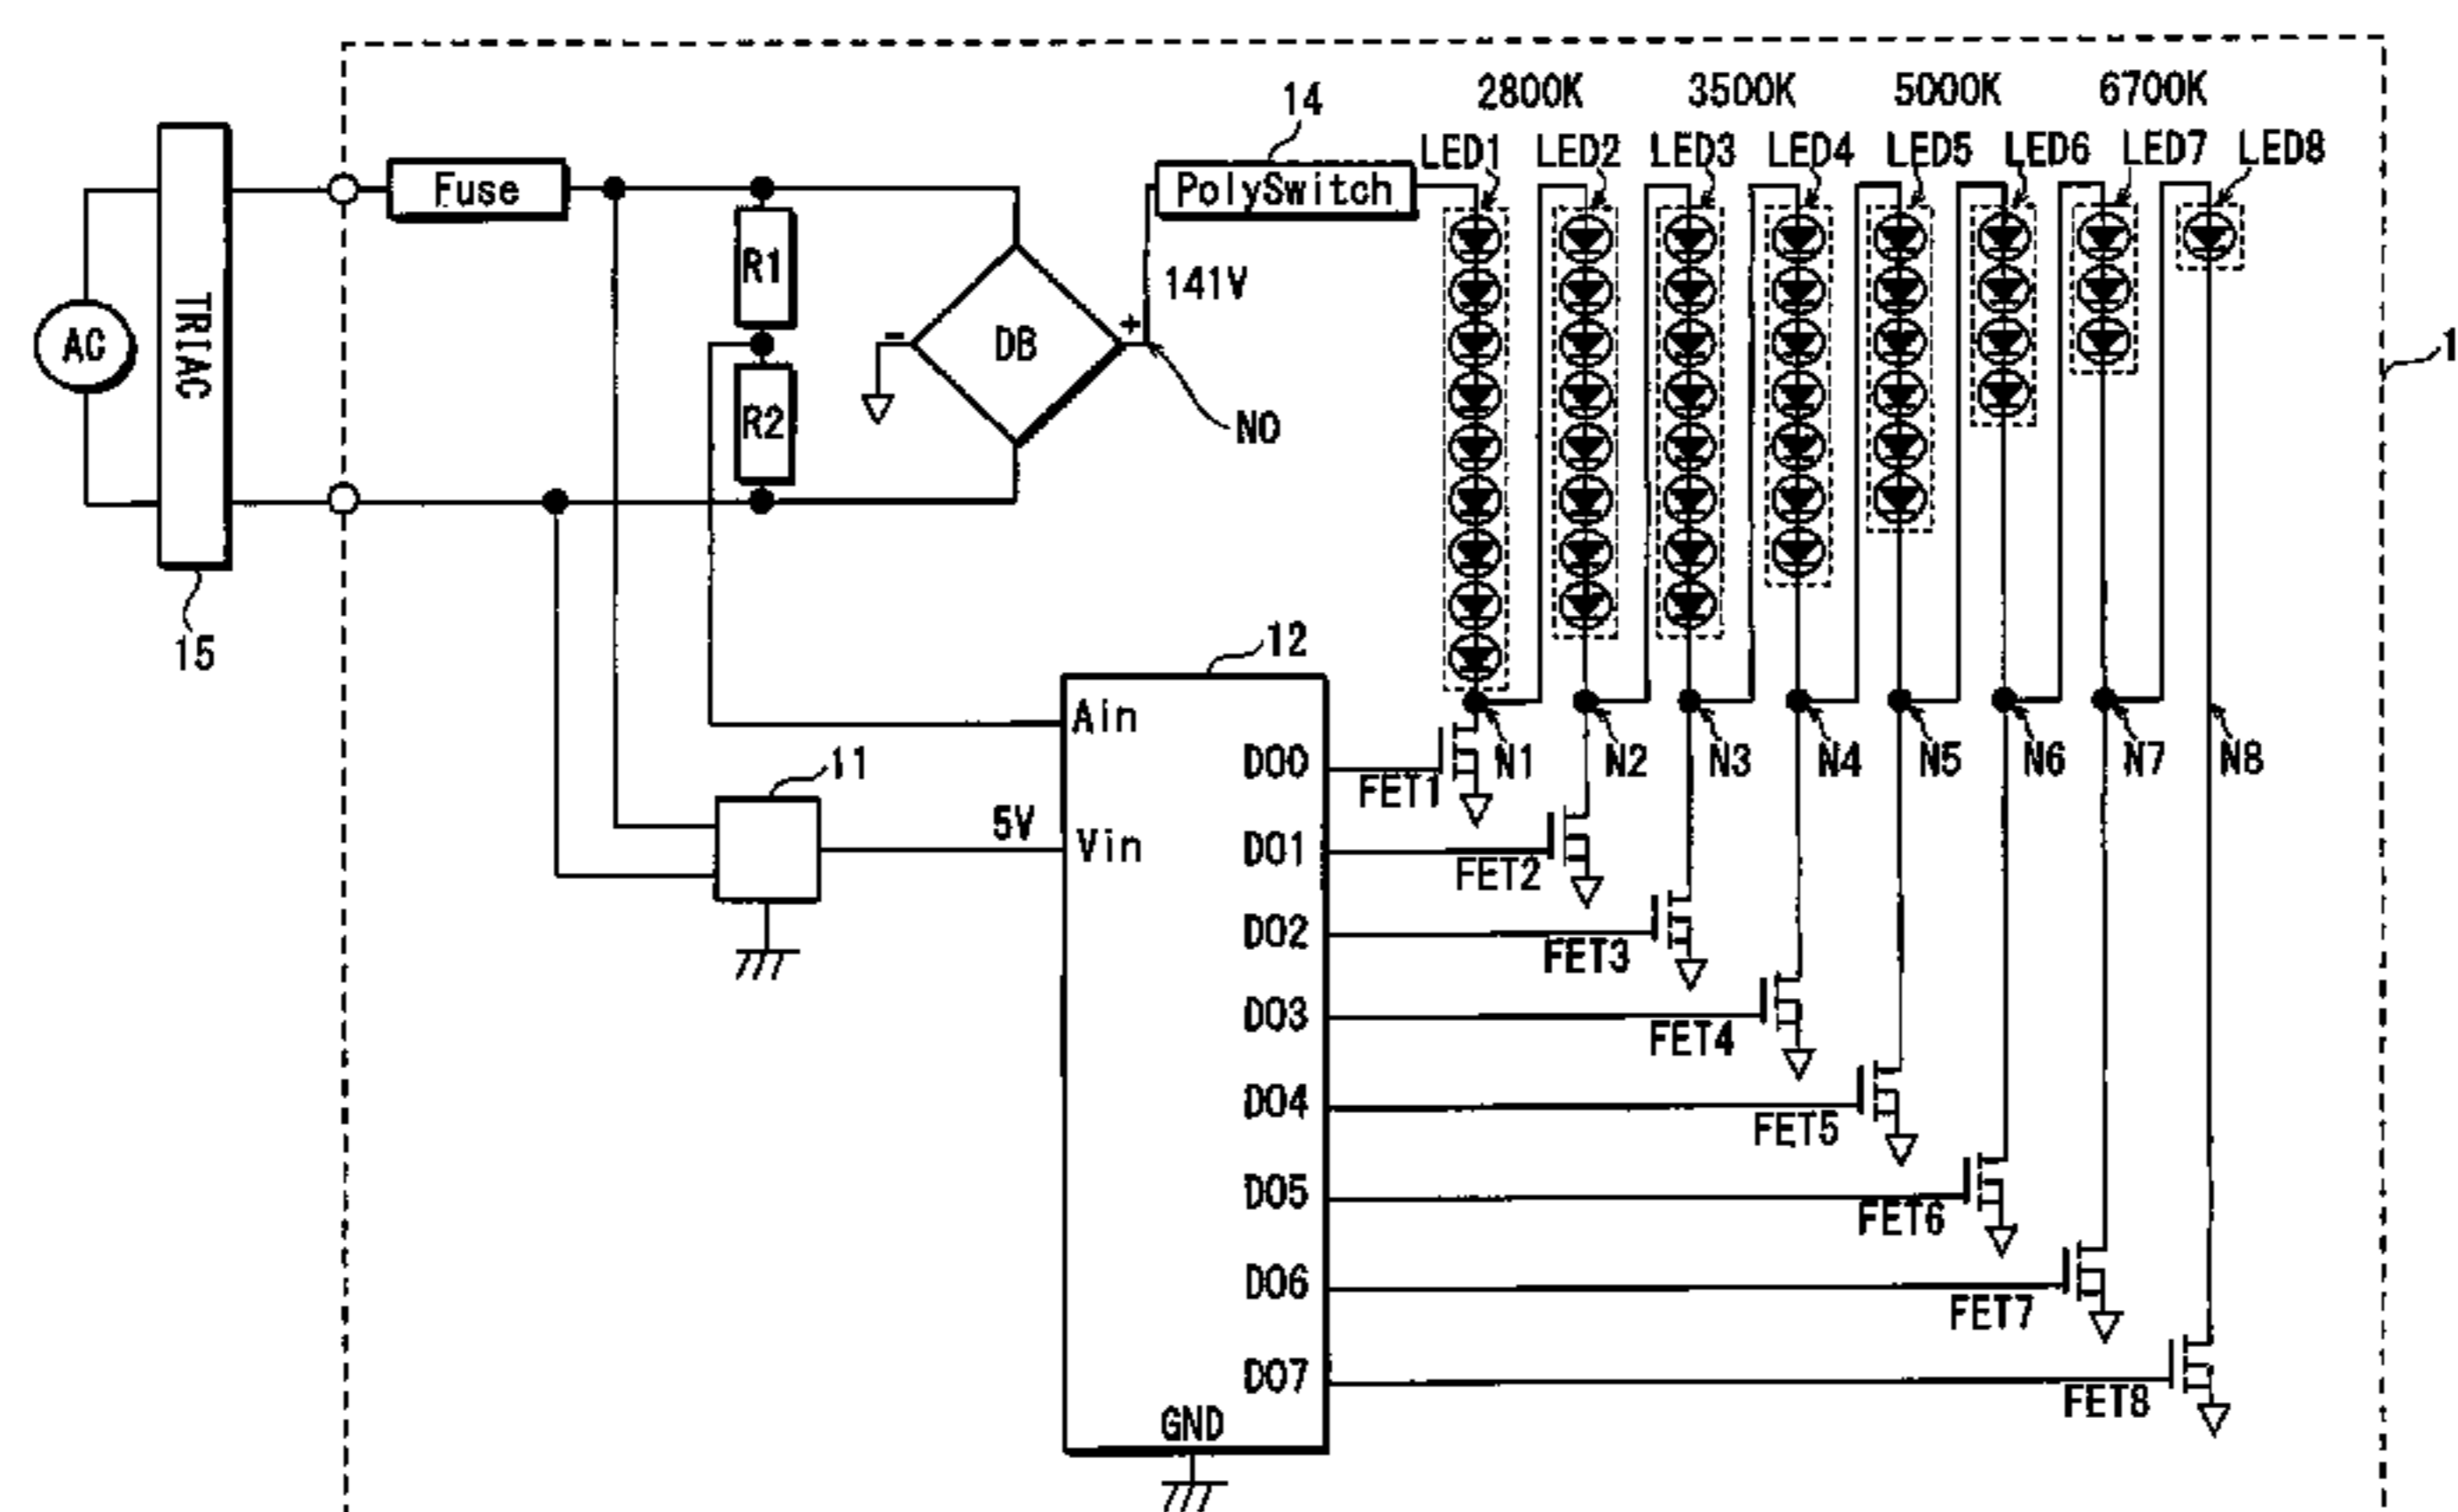 14
2800K 3500K 5000K 6700K
LED1 LED2 LED3 LED4 LED5 LED6 LED7 LED8
Fuse
PolySwitch
R1
141V
AC
TRIAC
DB
-
+
1
R2
N0
15
12
Ain
11
DO0
FET1
N1 N2 N3 N4 N5 N6 N7 N8
5V
Vin
DO1
FET2
DO2
FET3
DO3
FET4
DO4
FET5
DO5
FET6
DO6
FET7
DO7
FET8
GND